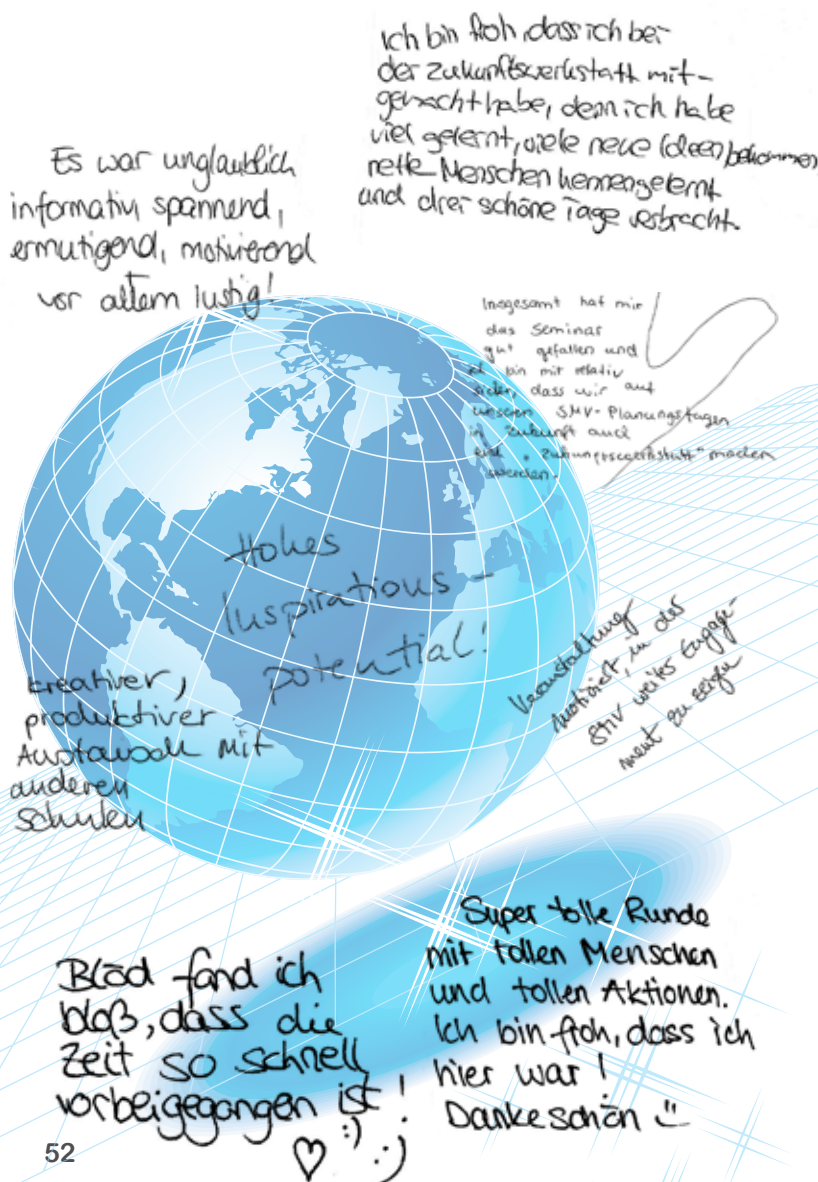 Ich bin froh, dass ich bei
der Zukunftswerkstatt mit-
gemacht habe, denn ich habe
viel gelernt, viele neue Ideen bekommen
nette Menschen kennengelernt
und drei schöne Tage verbracht.
Es war unglaublich
informativ, spannend,
ermutigend, motivierend
vor allem lustig!
Insgesamt hat mir
das Seminar
gut gefallen und
ich bin mit relativ
sicher, dass wir auf
unseren SMV-Planungstagen
in Zukunft auch
eine "Zukunftswerkstatt" machen
werden.
Hohes
Inspirations-
potential!
Veranstaltung
motiviert, in der
SMV weiter Engage-
ment zu zeigen
kreativer,
produktiver
Austausch mit
anderen
Schulen
Blöd fand ich
bloß, dass die
Zeit so schnell
vorbeigegangen ist!
♡ :) :)
Super tolle Runde
mit tollen Menschen
und tollen Aktionen.
Ich bin froh, dass ich
hier war!
Dankeschön
52